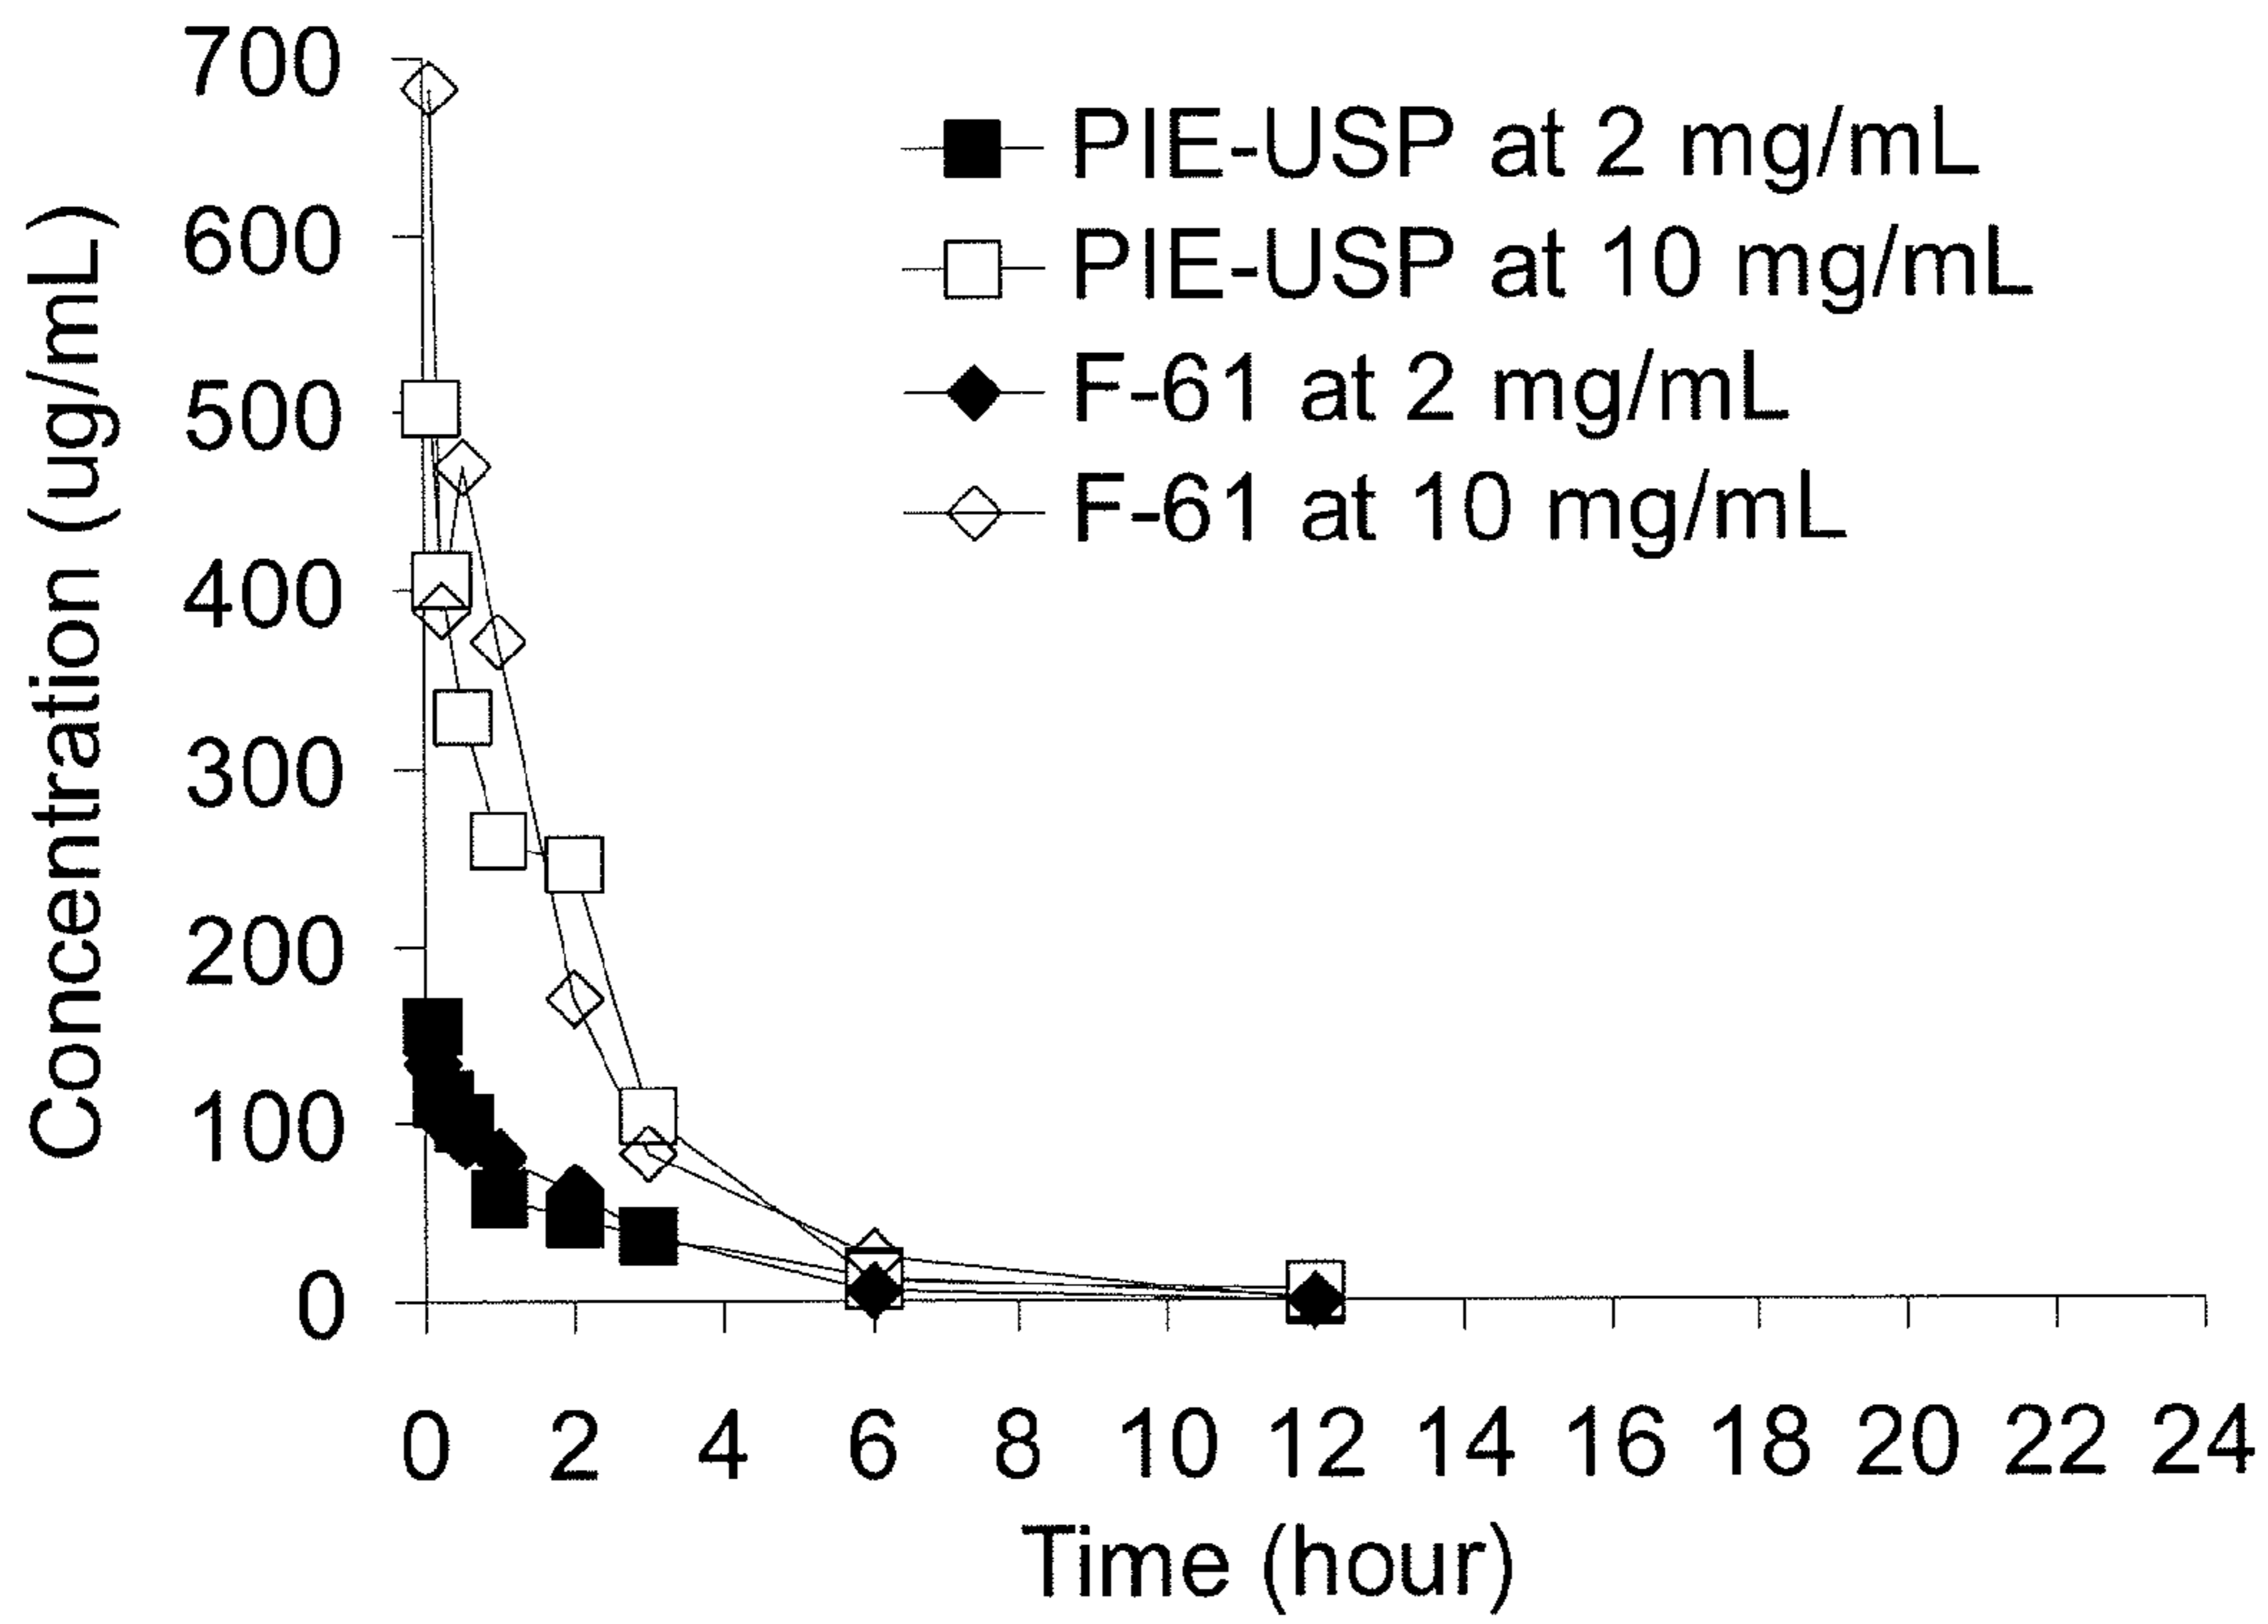 700
600
500
400
300
200
100
0
Concentration (ug/mL)
PIE-USP at 2 mg/mL
PIE-USP at 10 mg/mL
F-61 at 2 mg/mL
F-61 at 10 mg/mL
0 2 4 6 8 10 12 14 16 18 20 22 24
Time (hour)